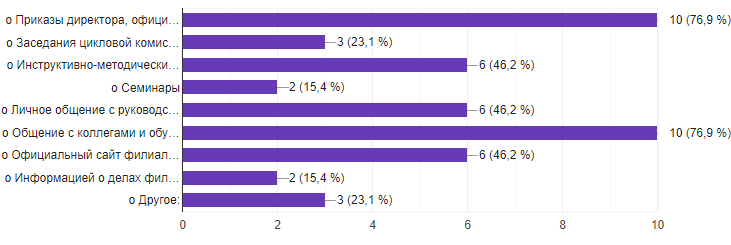 о Приказы директора, офици…
10 (76,9 %)
о Заседания цикловой комис…
3 (23,1 %)
о Инструктивно-методически…
6 (46,2 %)
о Семинары
2 (15,4 %)
о Личное общение с руководс…
6 (46,2 %)
о Общение с коллегами и обу…
10 (76,9 %)
о Официальный сайт филиал…
6 (46,2 %)
о Информацией о делах фил…
2 (15,4 %)
о Другое:
3 (23,1 %)
0 2 4 6 8 10